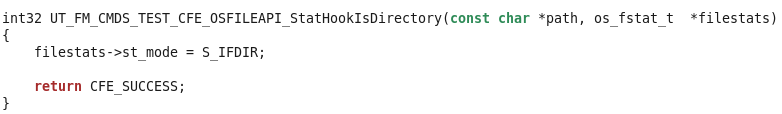 int32 UT_FM_CMDS_TEST_CFE_OSFILEAPI_StatHookIsDirectory(const char *path, os_fstat_t  *filestats)
{
    filestats->st_mode = S_IFDIR;

    return CFE_SUCCESS;
}